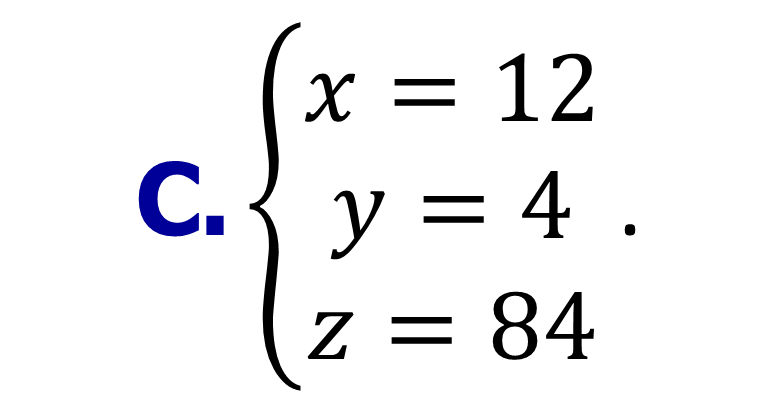 x = 12
C. y = 4 .
z = 84